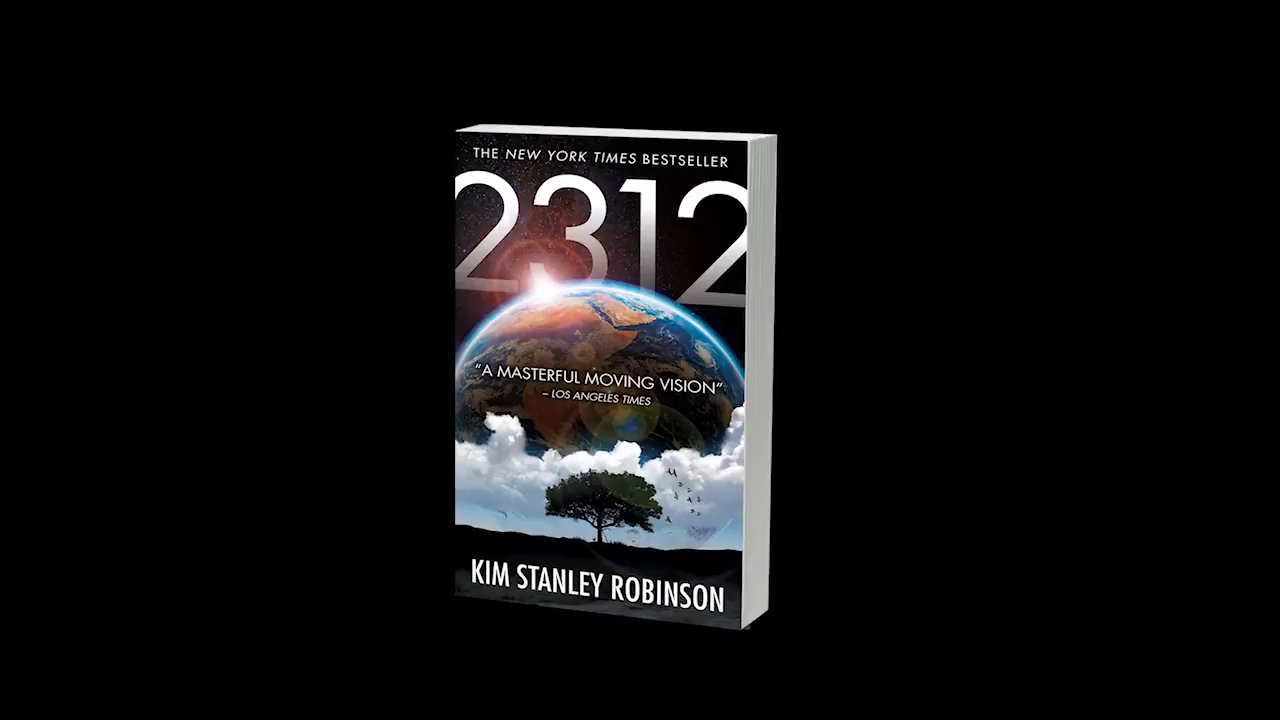 THE NEW YORK TIMES BESTSELLER
2312
“A MASTERFUL MOVING VISION”
– LOS ANGELES TIMES
KIM STANLEY ROBINSON